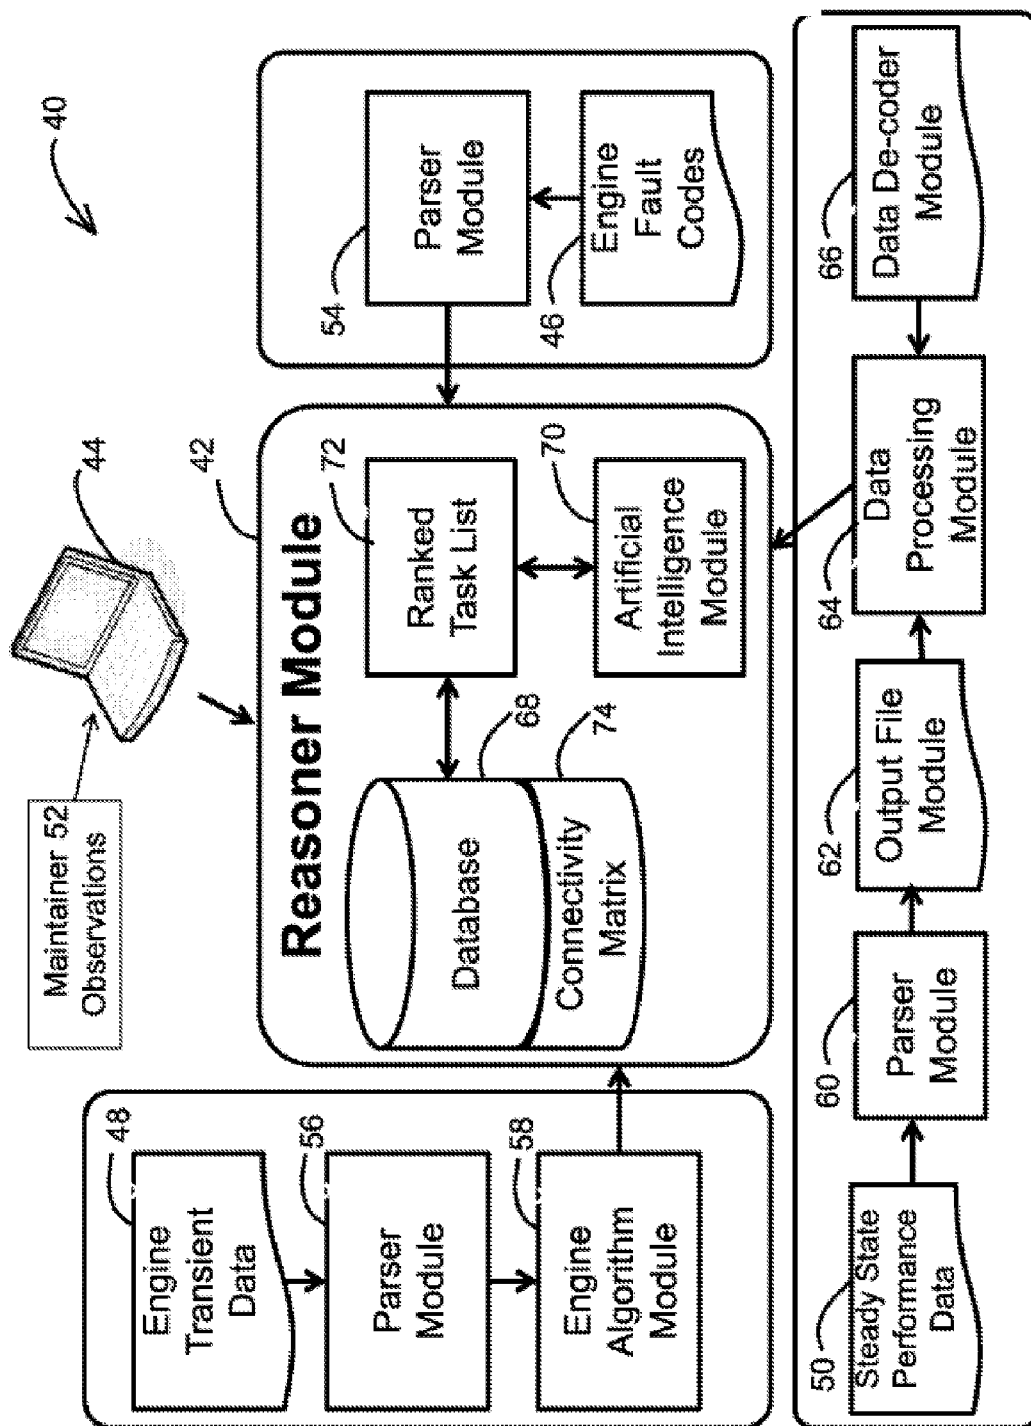 40
Maintainer 52
Observations
44
48
Engine
Transient
Data
56
Parser
Module
58
Engine
Algorithm
Module
42
Reasoner Module
Database
68
Connectivity
Matrix
74
72
Ranked
Task List
70
Artificial
Intelligence
Module
54
Parser
Module
46
Engine
Fault
Codes
50
Steady State
Performance
Data
60
Parser
Module
62
Output File
Module
64
Data
Processing
Module
66
Data De-coder
Module